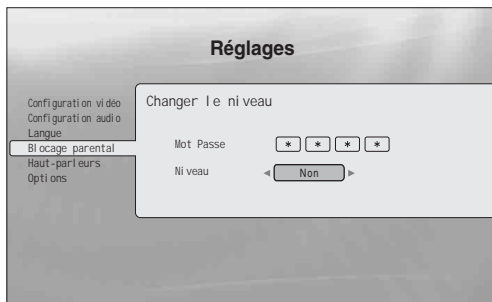 Réglages
Configuration vidéo
Configuration audio
Langue
Blocage parental
Haut-parleurs
Options
Changer le niveau
Mot Passe * * * *
Niveau ◀ Non ▶